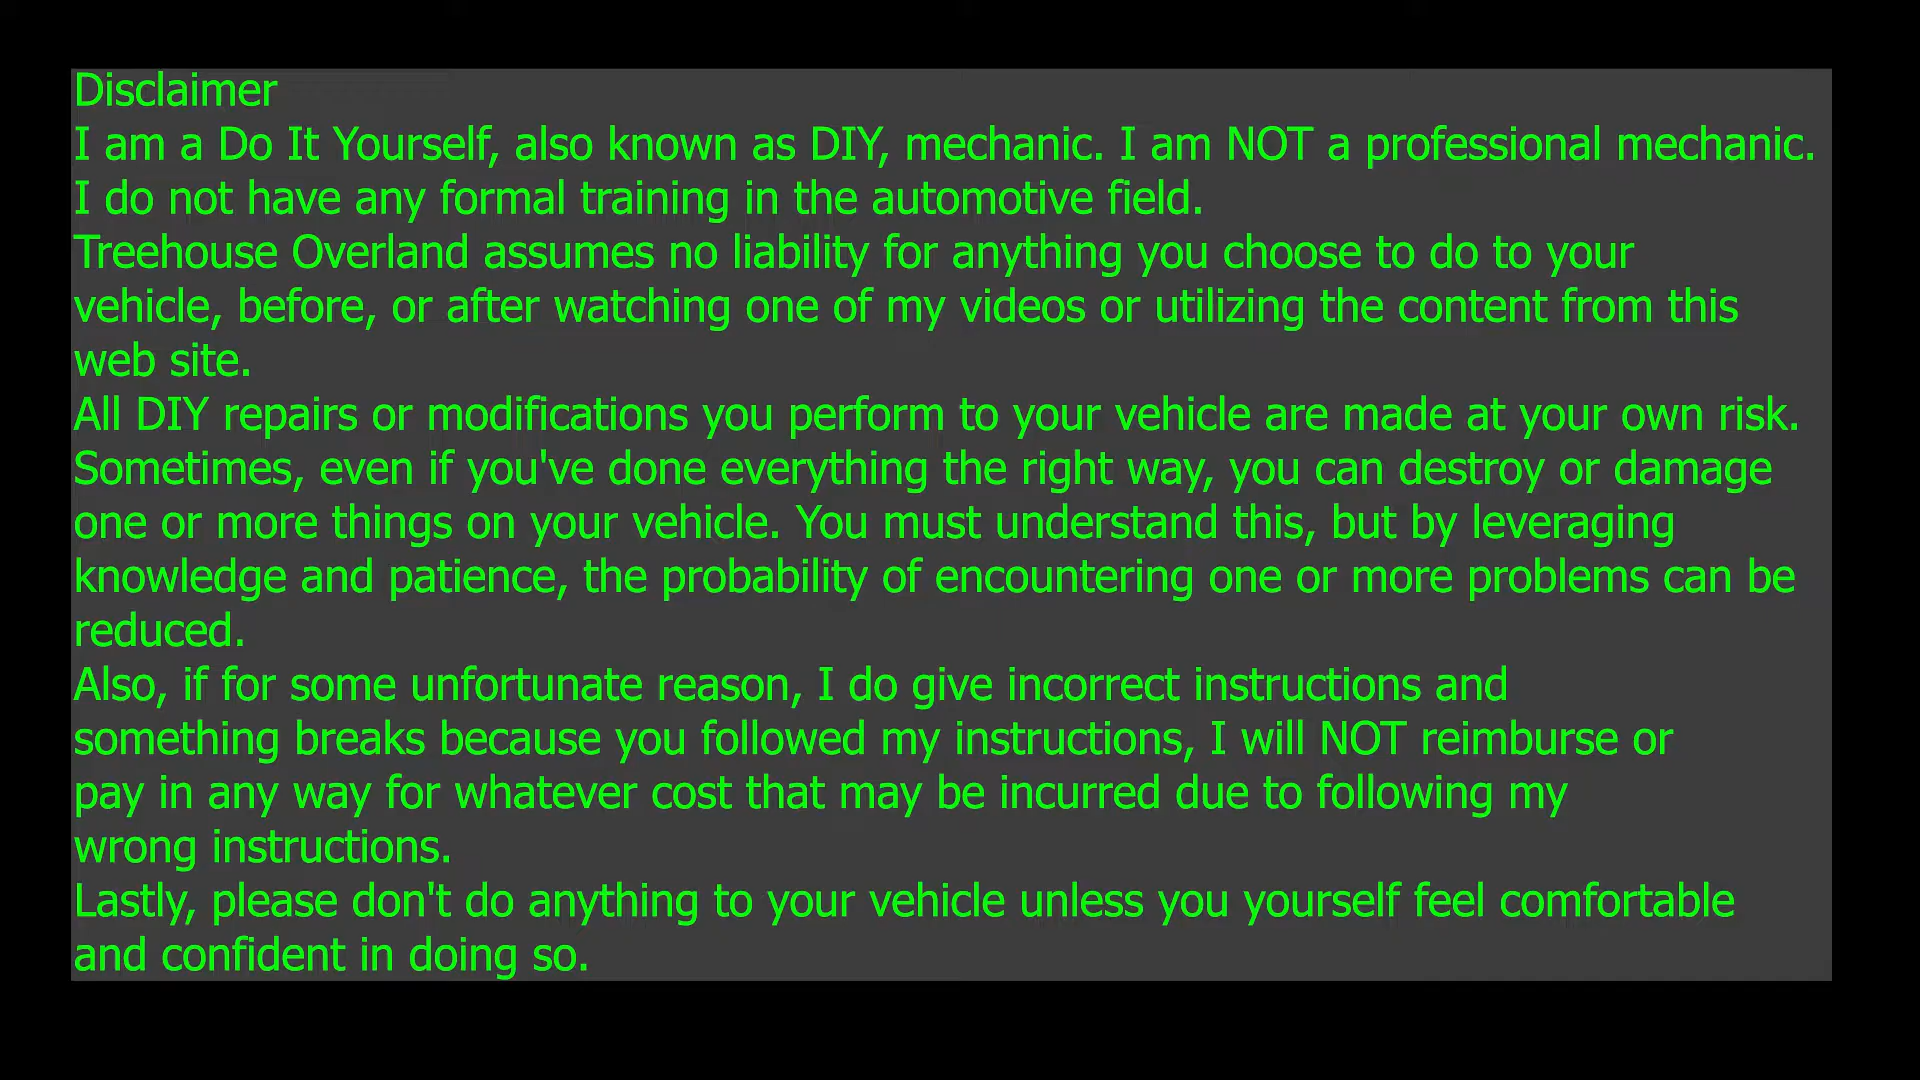 Disclaimer
I am a Do It Yourself, also known as DIY, mechanic. I am NOT a professional mechanic.
I do not have any formal training in the automotive field.
Treehouse Overland assumes no liability for anything you choose to do to your
vehicle, before, or after watching one of my videos or utilizing the content from this
web site.
All DIY repairs or modifications you perform to your vehicle are made at your own risk.
Sometimes, even if you've done everything the right way, you can destroy or damage
one or more things on your vehicle. You must understand this, but by leveraging
knowledge and patience, the probability of encountering one or more problems can be
reduced.
Also, if for some unfortunate reason, I do give incorrect instructions and
something breaks because you followed my instructions, I will NOT reimburse or
pay in any way for whatever cost that may be incurred due to following my
wrong instructions.
Lastly, please don't do anything to your vehicle unless you yourself feel comfortable
and confident in doing so.